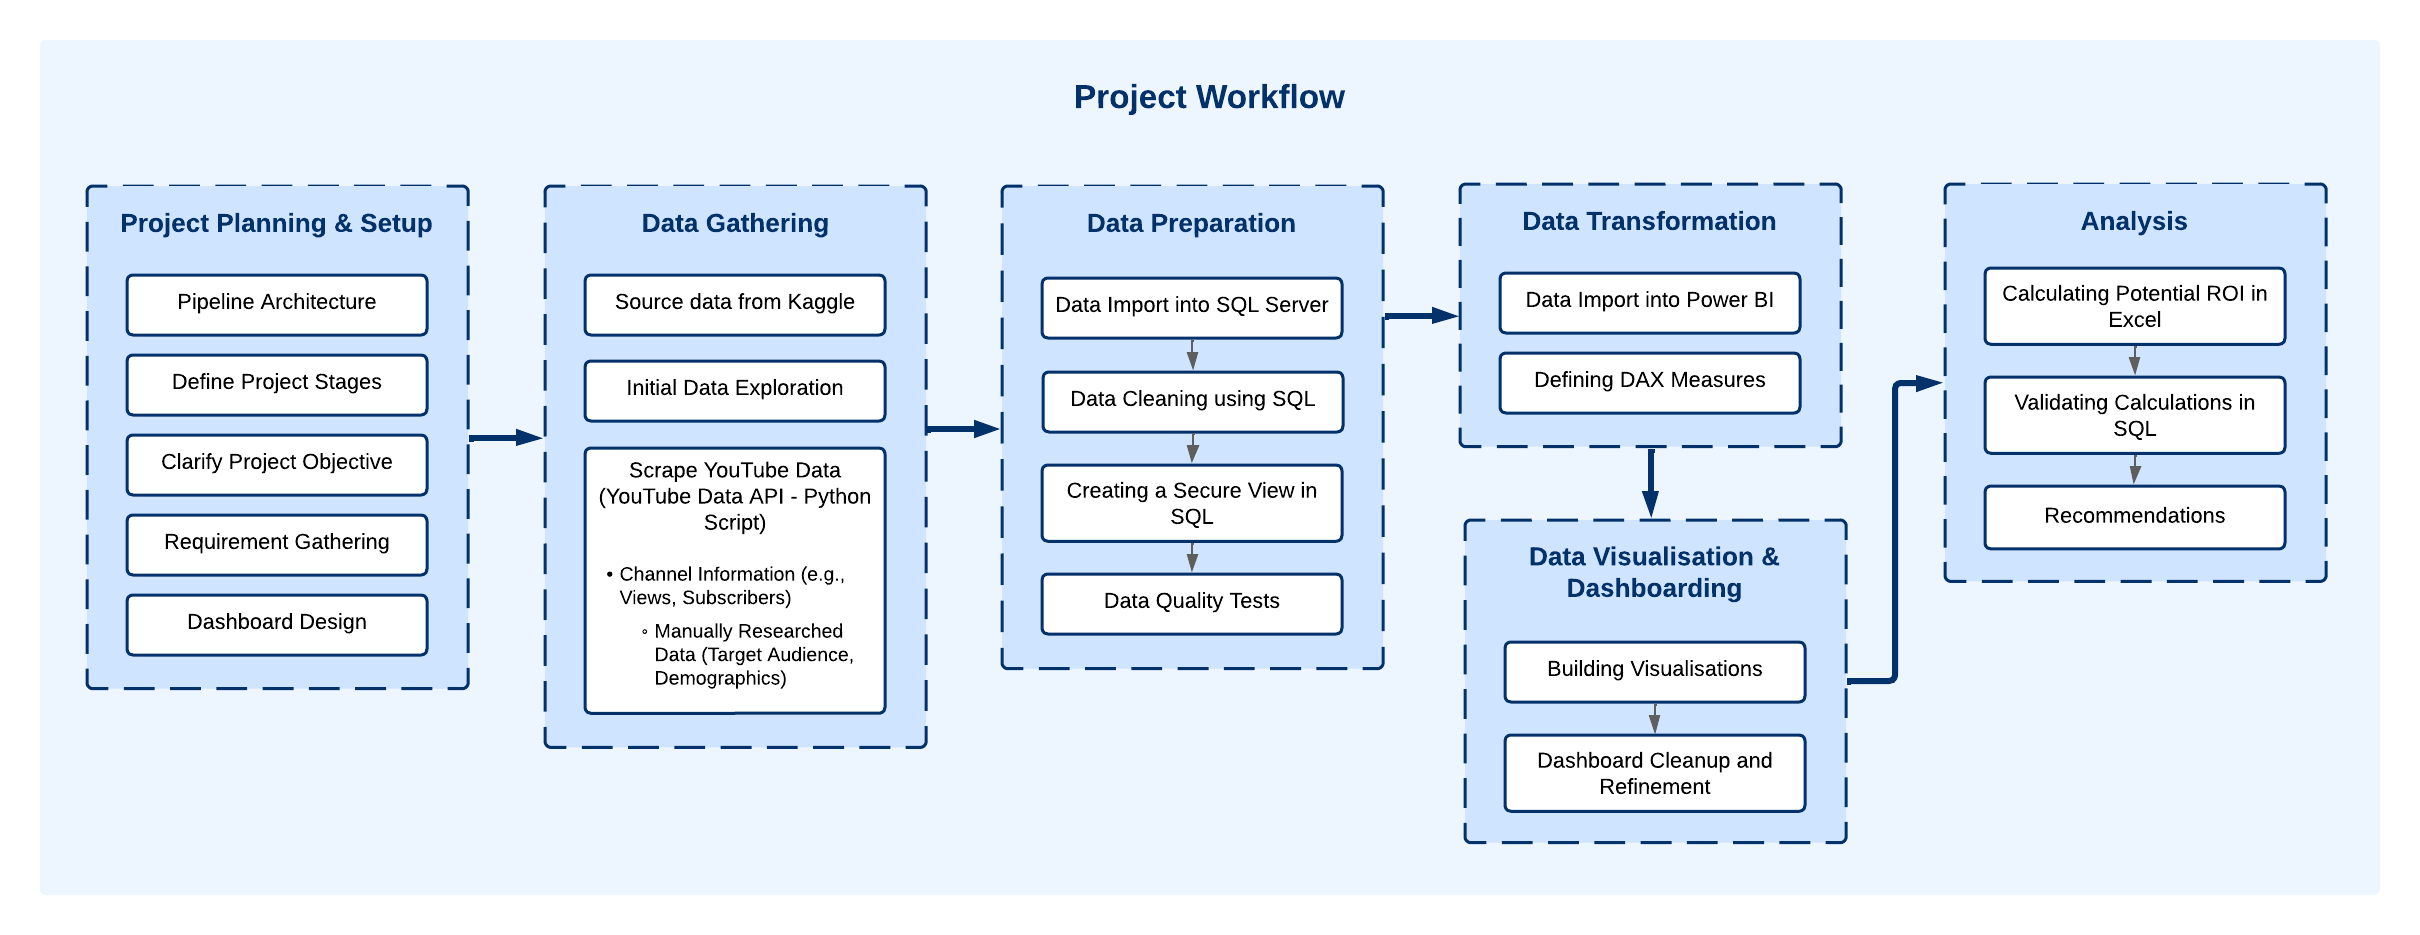 Project Workflow
Project Planning & Setup
Pipeline Architecture
Define Project Stages
Clarify Project Objective
Requirement Gathering
Dashboard Design
Data Gathering
Source data from Kaggle
Initial Data Exploration
Scrape YouTube Data
(YouTube Data API - Python
Script)
• Channel Information (e.g.,
Views, Subscribers)
◦ Manually Researched
Data (Target Audience,
Demographics)
Data Preparation
Data Import into SQL Server
Data Cleaning using SQL
Creating a Secure View in
SQL
Data Quality Tests
Data Transformation
Data Import into Power BI
Defining DAX Measures
Data Visualisation &
Dashboarding
Building Visualisations
Dashboard Cleanup and
Refinement
Analysis
Calculating Potential ROI in
Excel
Validating Calculations in
SQL
Recommendations